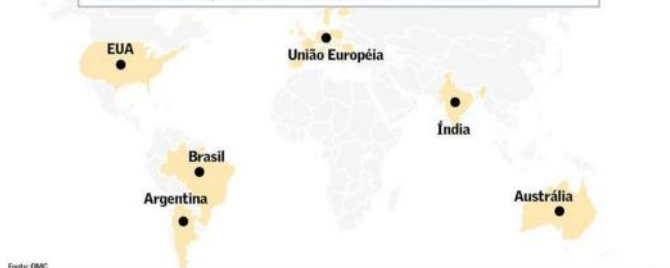 EUA
União Européia
Índia
Brasil
Argentina
Austrália
Fonte: OMC